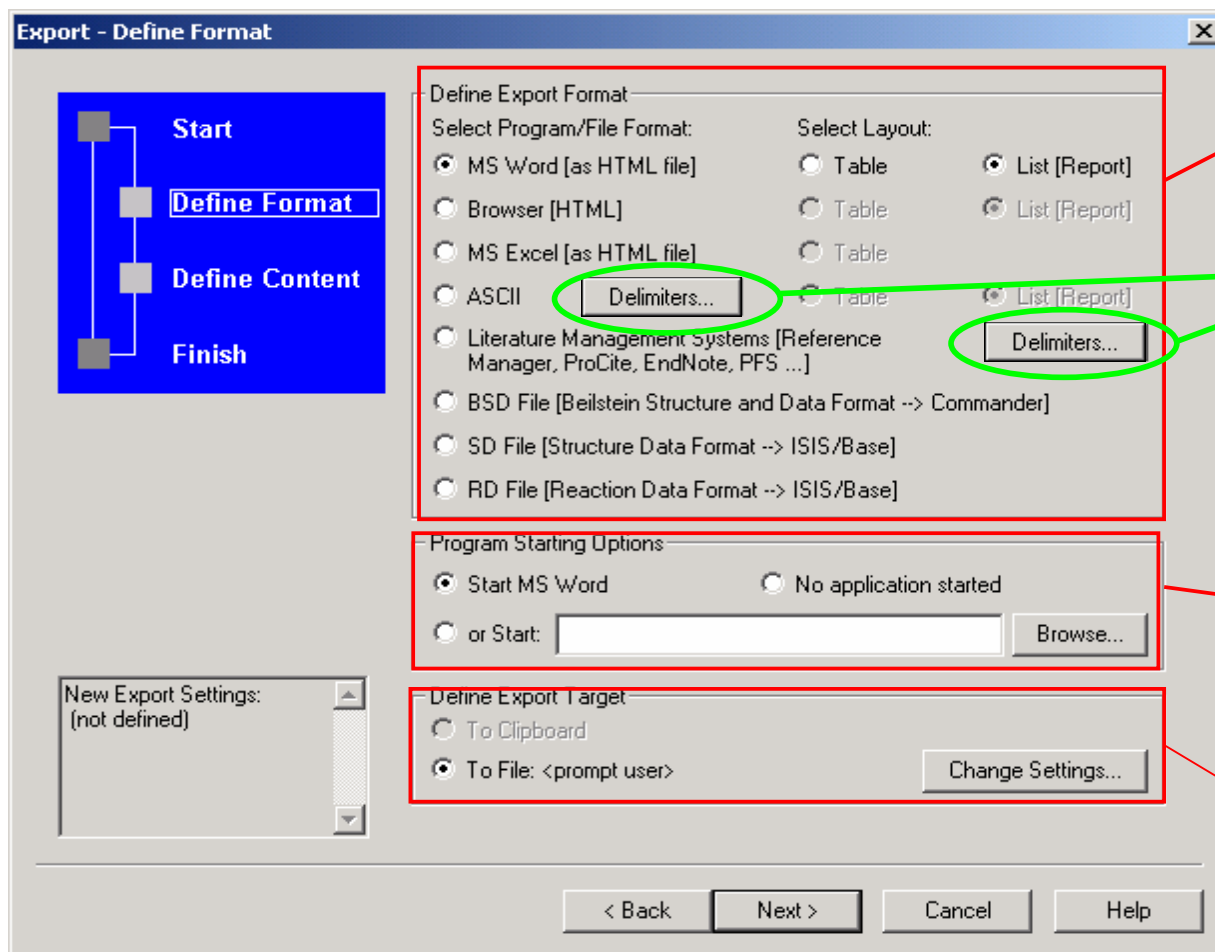 Export - Define Format
Start
Define Format
Define Content
Finish
Define Export Format
Select Program/File Format: Select Layout:
MS Word [as HTML file] Table List [Report]
Browser [HTML] Table List [Report]
MS Excel [as HTML file] Table
ASCII Delimiters... Table List [Report]
Literature Management Systems [Reference
Manager, ProCite, EndNote, PFS ...] Delimiters...
BSD File [Beilstein Structure and Data Format --> Commander]
SD File [Structure Data Format --> ISIS/Base]
RD File [Reaction Data Format --> ISIS/Base]
Program Starting Options
Start MS Word No application started
or Start: Browse...
New Export Settings:
(not defined)
Define Export Target
To Clipboard
To File: <prompt user> Change Settings...
< Back Next > Cancel Help